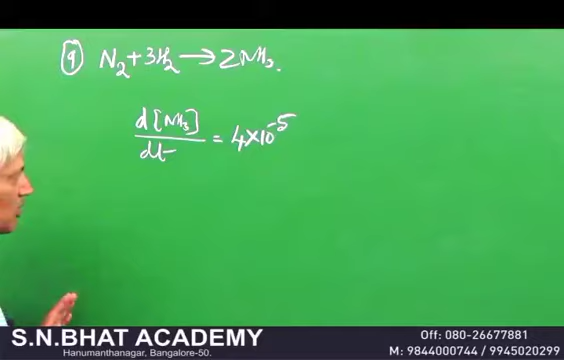 9 N₂+3H₂→2NH₃.
d[NH₃]
dt
= 4×10⁻⁵
S.N.BHAT ACADEMY
Hanumanthanagar, Bangalore-50.
Off: 080-26677881
M: 9844000744 / 9945020299